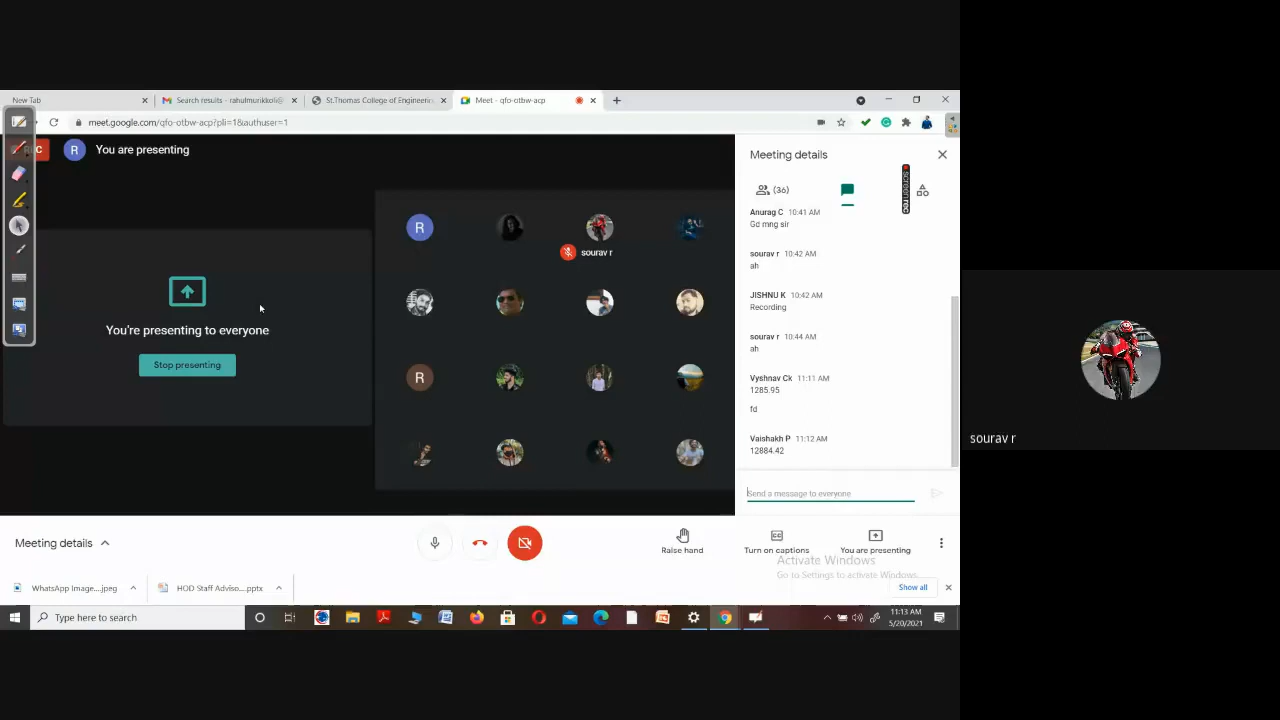 New Tab
Search results - rahulmurikkoli@
St.Thomas College of Engineerin
Meet - qfo-otbw-acp
meet.google.com/qfo-otbw-acp?pli=1&authuser=1
R
You are presenting
Meeting details
(36)
screenrec
R
sourav r
R
You're presenting to everyone
Stop presenting
Anurag C 10:41 AM
Gd mng sir
sourav r 10:42 AM
ah
JISHNU K 10:42 AM
Recording
sourav r 10:44 AM
ah
Vyshnav Ck 11:11 AM
1285.95
fd
Vaishakh P 11:12 AM
12884.42
Send a message to everyone
sourav r
Meeting details
Raise hand
Turn on captions
You are presenting
Activate Windows
Go to Settings to activate Windows.
WhatsApp Image....jpeg
HOD Staff Adviso....pptx
Show all
Type here to search
11:13 AM
5/20/2021